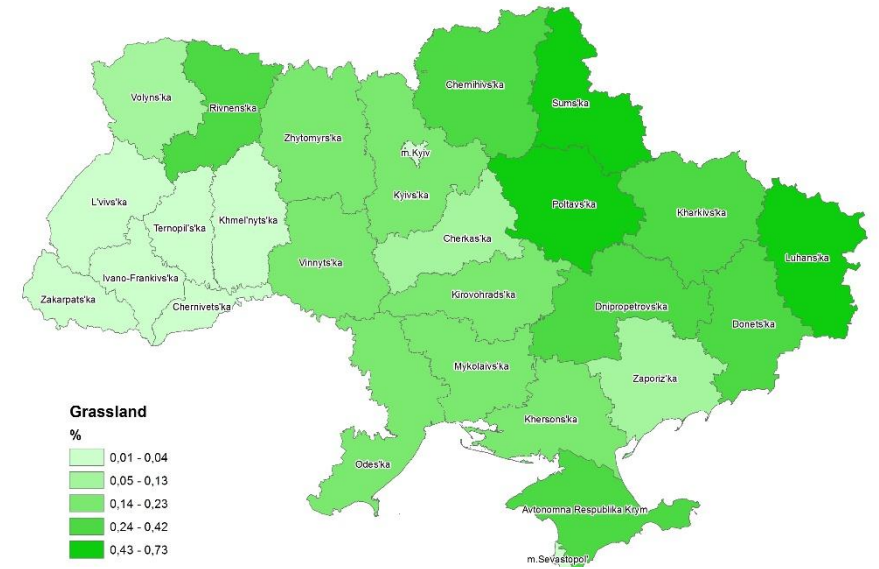 Volyns'ka
Rivnens'ka
Zhytomyrs'ka
Chernihivs'ka
Sums'ka
m.Kyiv
Kyivs'ka
L'vivs'ka
Ternopil's'ka
Khmel'nyts'ka
Poltavs'ka
Kharkivs'ka
Cherkas'ka
Vinnyts'ka
Luhans'ka
Ivano-Frankivs'ka
Zakarpats'ka
Chernivets'ka
Kirovohrads'ka
Dnipropetrovs'ka
Donets'ka
Mykolaivs'ka
Zaporiz'ka
Khersons'ka
Odes'ka
Avtonomna Respublika Krym
m.Sevastopol'
Grassland
%
0,01 - 0,04
0,05 - 0,13
0,14 - 0,23
0,24 - 0,42
0,43 - 0,73